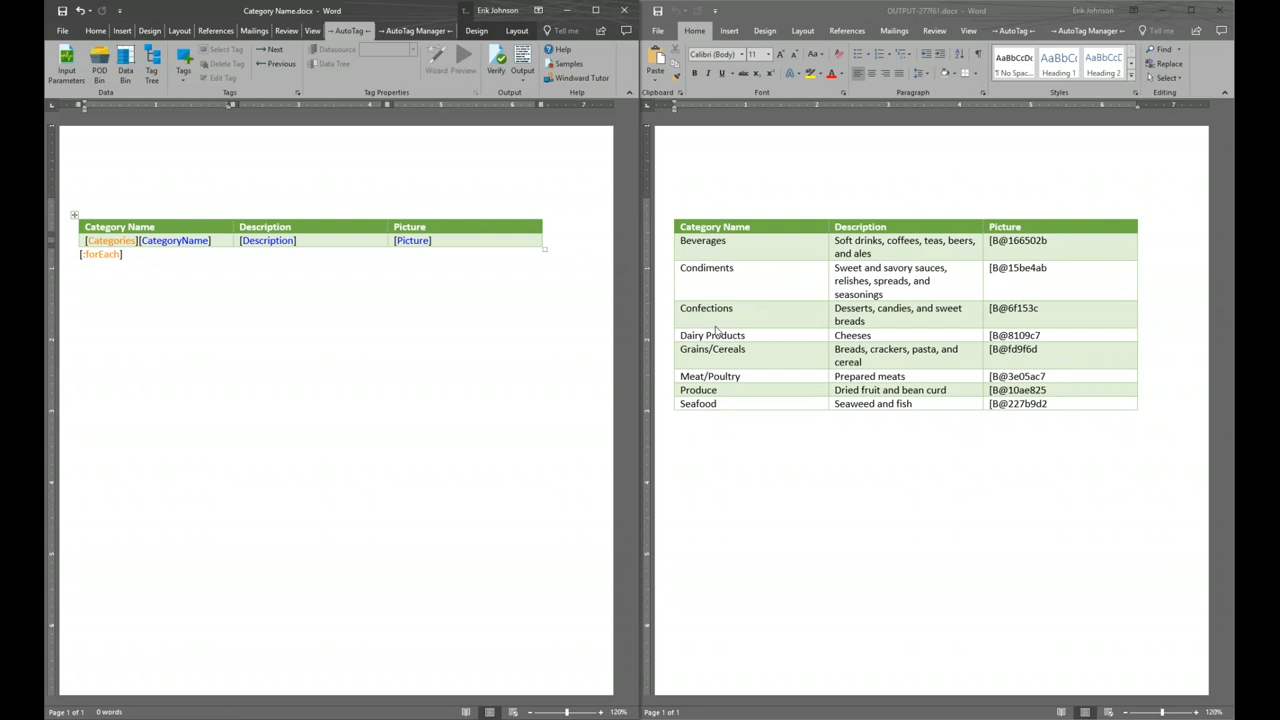 Category Name.docx - Word
Erik Johnson
File Home Insert Design Layout References Mailings Review View AutoTag AutoTag Manager Design Layout Tell me
Input Parameters
POD Bin
Data Bin
Tag Tree
Data
Tags
Select Tag
Delete Tag
Edit Tag
Next
Previous
Tags
Datasource
Data Tree
Wizard
Preview
Tag Properties
Verify
Output
Output
Help
Samples
Windward Tutor
Help
Category Name Description Picture
[Categories][CategoryName] [Description] [Picture]
[:forEach]
Page 1 of 1 0 words
120%
OUTPUT-277f61.docx - Word
Erik Johnson
File Home Insert Design Layout References Mailings Review View AutoTag AutoTag Manager Tell me
Paste
Clipboard
Calibri (Body) 11
Font
Paragraph
AaBbCcDc AaBbCc AaBbCcE
1 No Spac... Heading 1 Heading 2
Styles
Find
Replace
Select
Editing
Category Name Description Picture
Beverages Soft drinks, coffees, teas, beers, [B@166502b
and ales
Condiments Sweet and savory sauces, [B@15be4ab
relishes, spreads, and
seasonings
Confections Desserts, candies, and sweet [B@6f153c
breads
Dairy Products Cheeses [B@8109c7
Grains/Cereals Breads, crackers, pasta, and [B@fd9f6d
cereal
Meat/Poultry Prepared meats [B@3e05ac7
Produce Dried fruit and bean curd [B@10ae825
Seafood Seaweed and fish [B@227b9d2
Page 1 of 1
120%